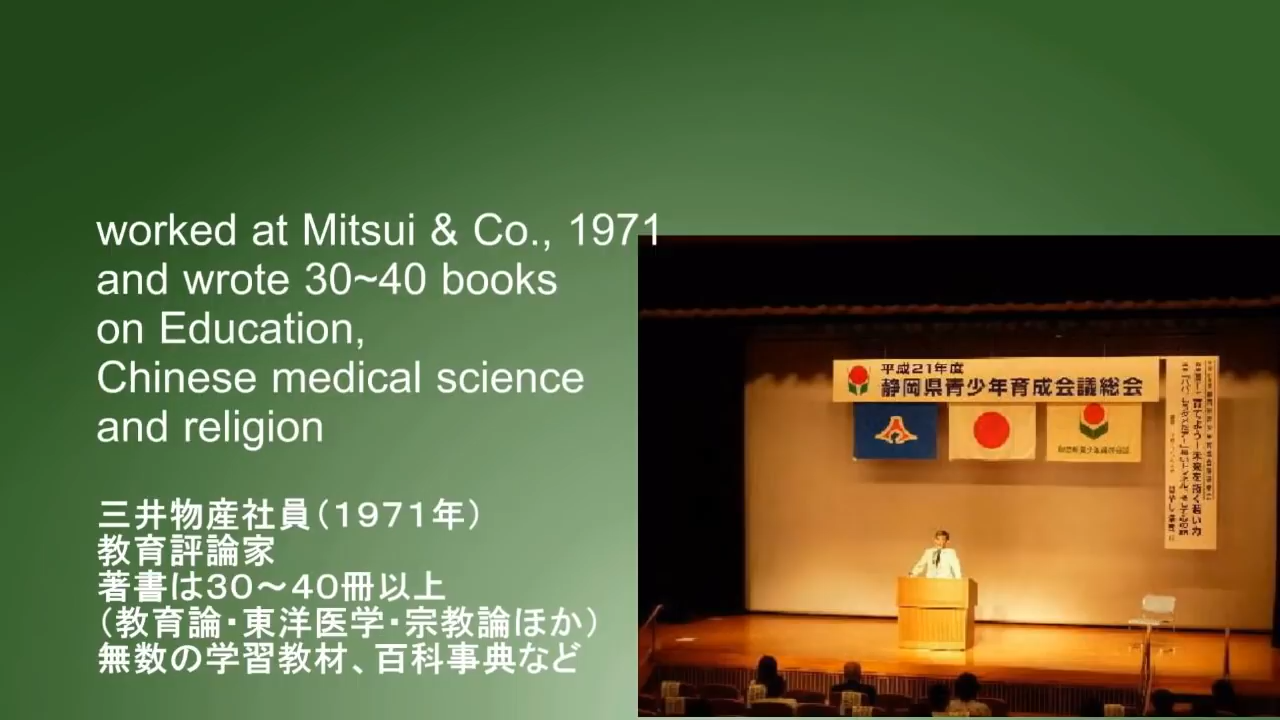 worked at Mitsui & Co., 1971
and wrote 30~40 books
on Education,
Chinese medical science
and religion
三井物産社員（1971年）
教育評論家
著書は30～40冊以上
（教育論・東洋医学・宗教論ほか）
無数の学習教材、百科事典など
平成21年度
静岡県青少年育成会議総会